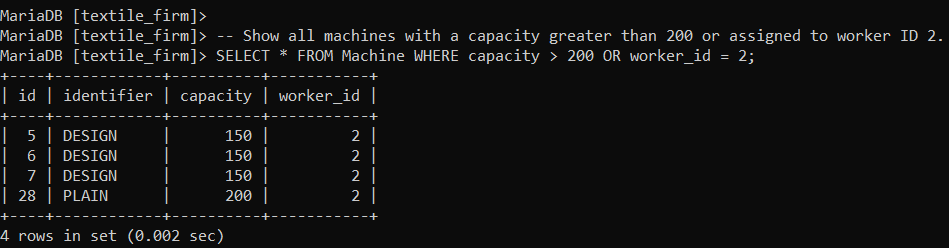 MariaDB [textile_firm]>
MariaDB [textile_firm]> -- Show all machines with a capacity greater than 200 or assigned to worker ID 2.
MariaDB [textile_firm]> SELECT * FROM Machine WHERE capacity > 200 OR worker_id = 2;
+----+------------+----------+-----------+
| id | identifier | capacity | worker_id |
+----+------------+----------+-----------+
|  5 | DESIGN     |      150 |         2 |
|  6 | DESIGN     |      150 |         2 |
|  7 | DESIGN     |      150 |         2 |
| 28 | PLAIN      |      200 |         2 |
+----+------------+----------+-----------+
4 rows in set (0.002 sec)